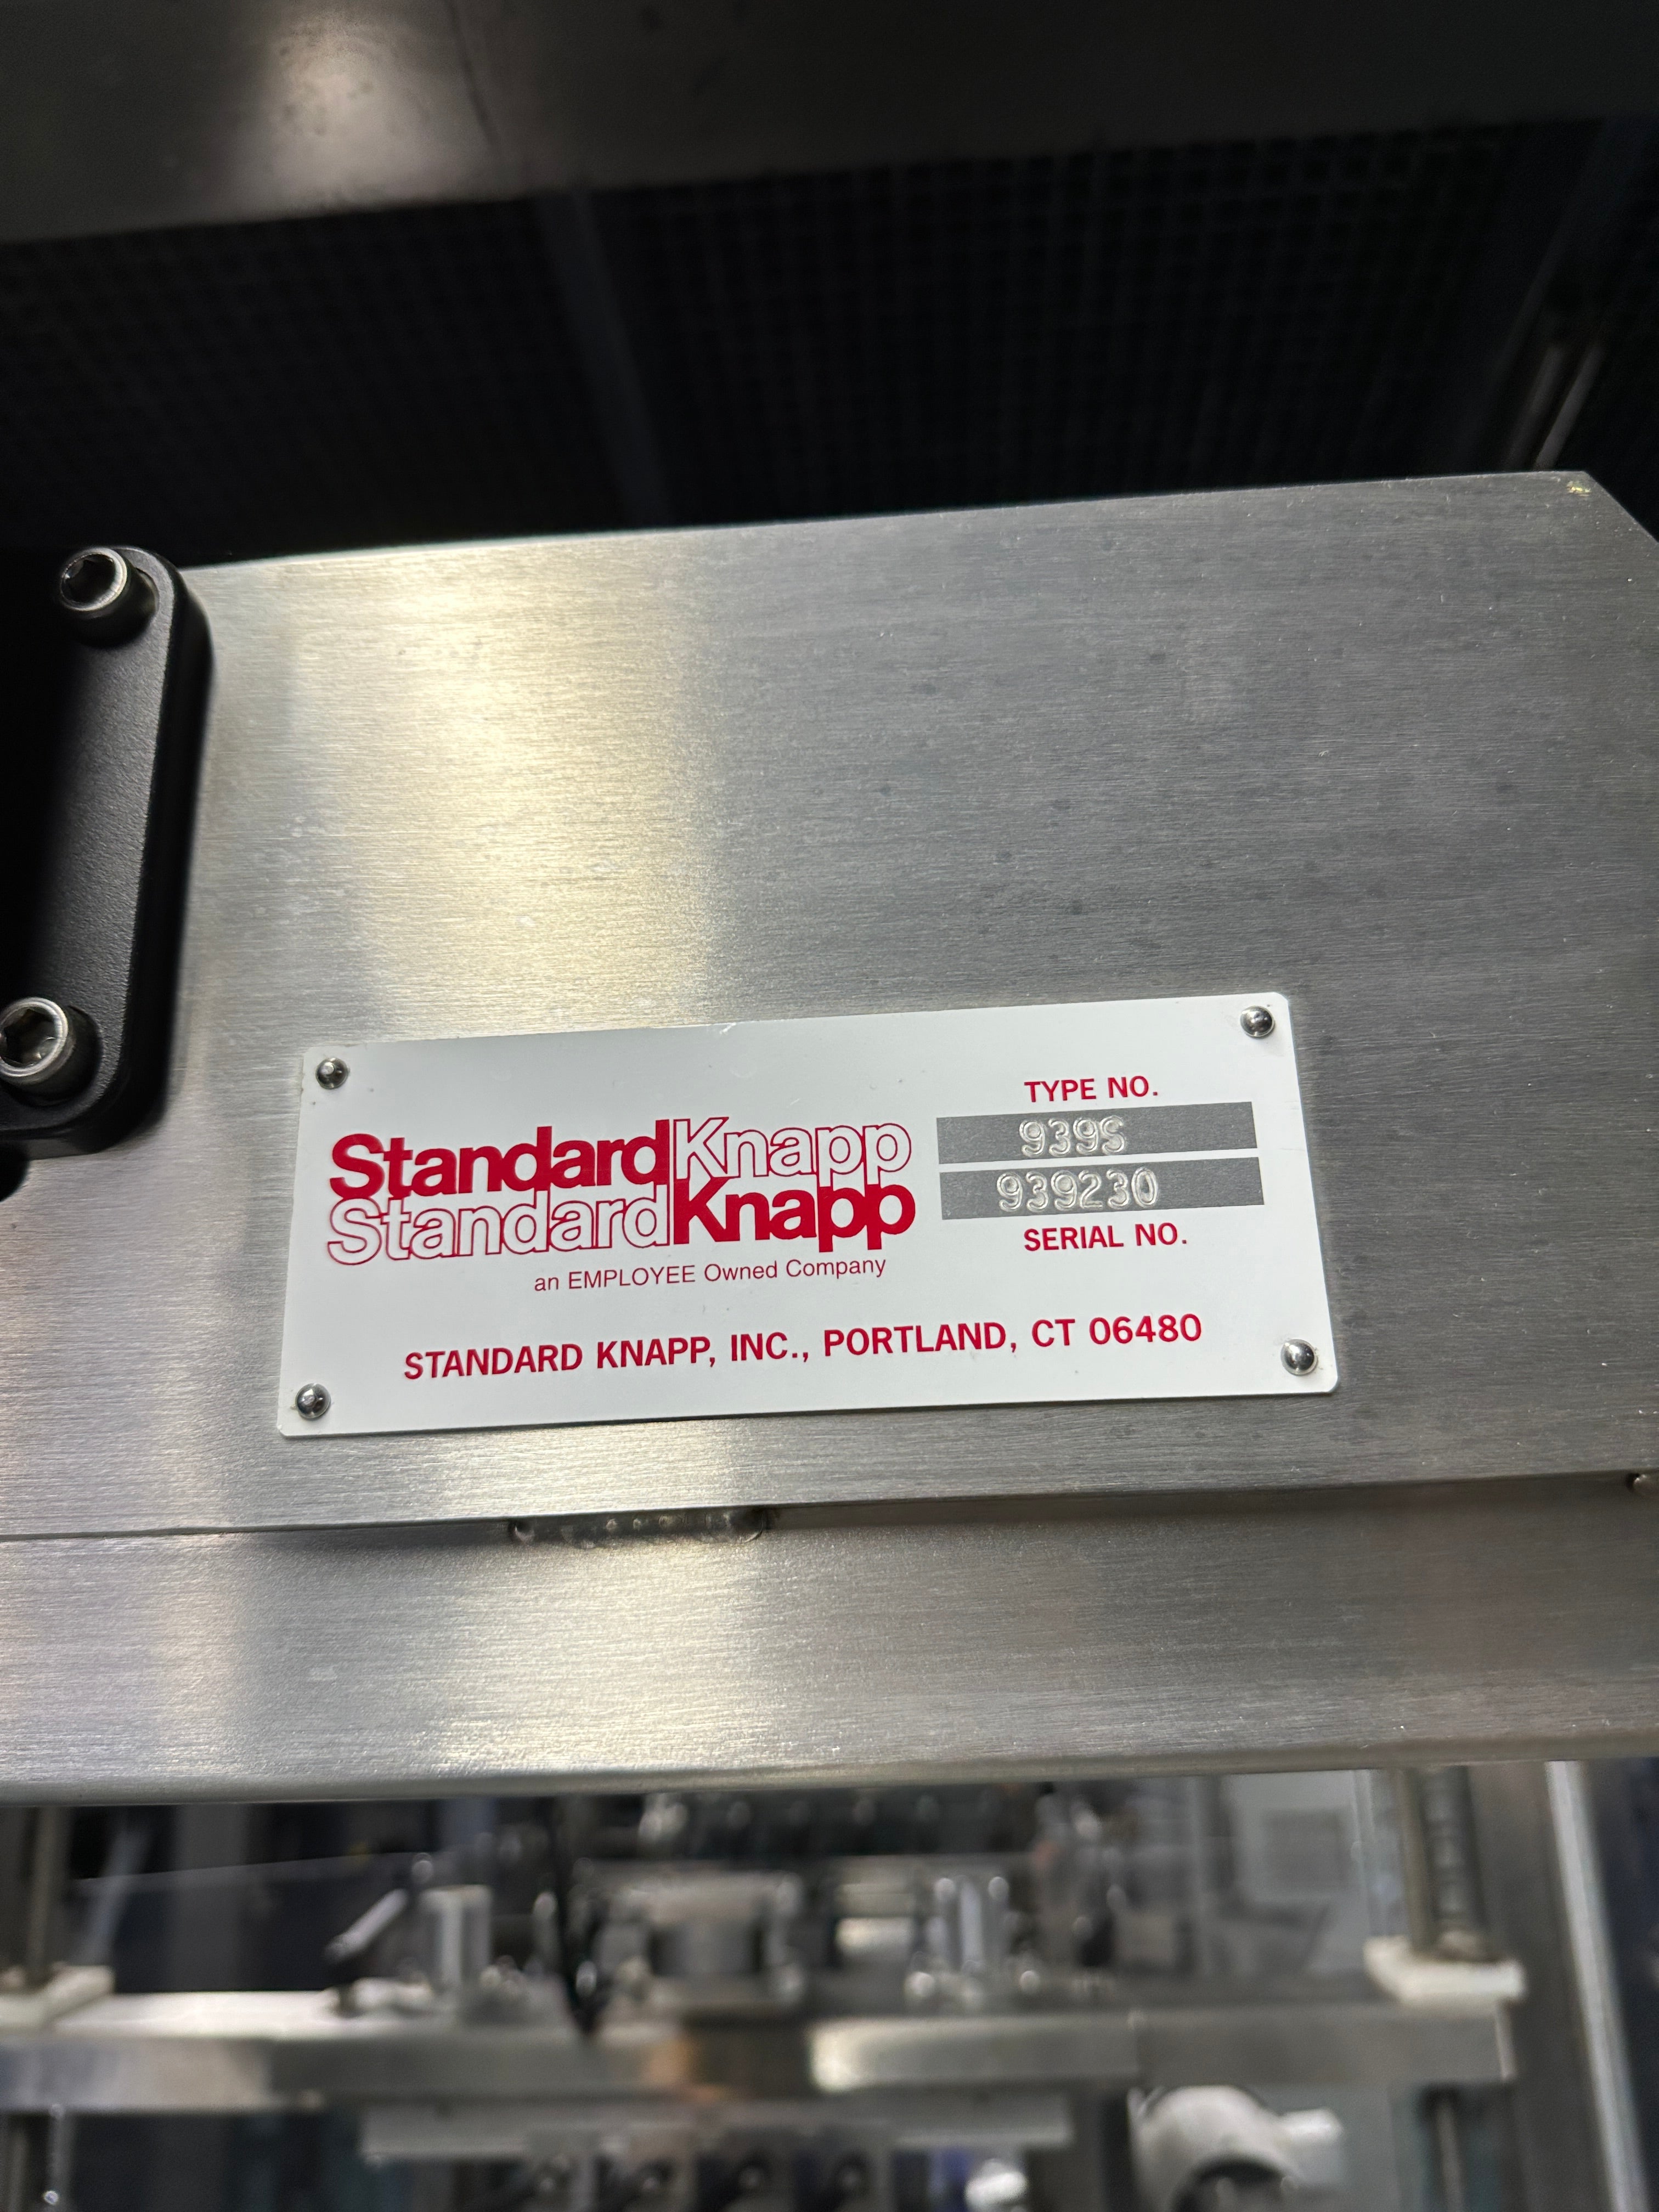 StandardKnapp
StandardKnapp
an EMPLOYEE Owned Company
TYPE NO.
939S
939230
SERIAL NO.
STANDARD KNAPP, INC., PORTLAND, CT 06480